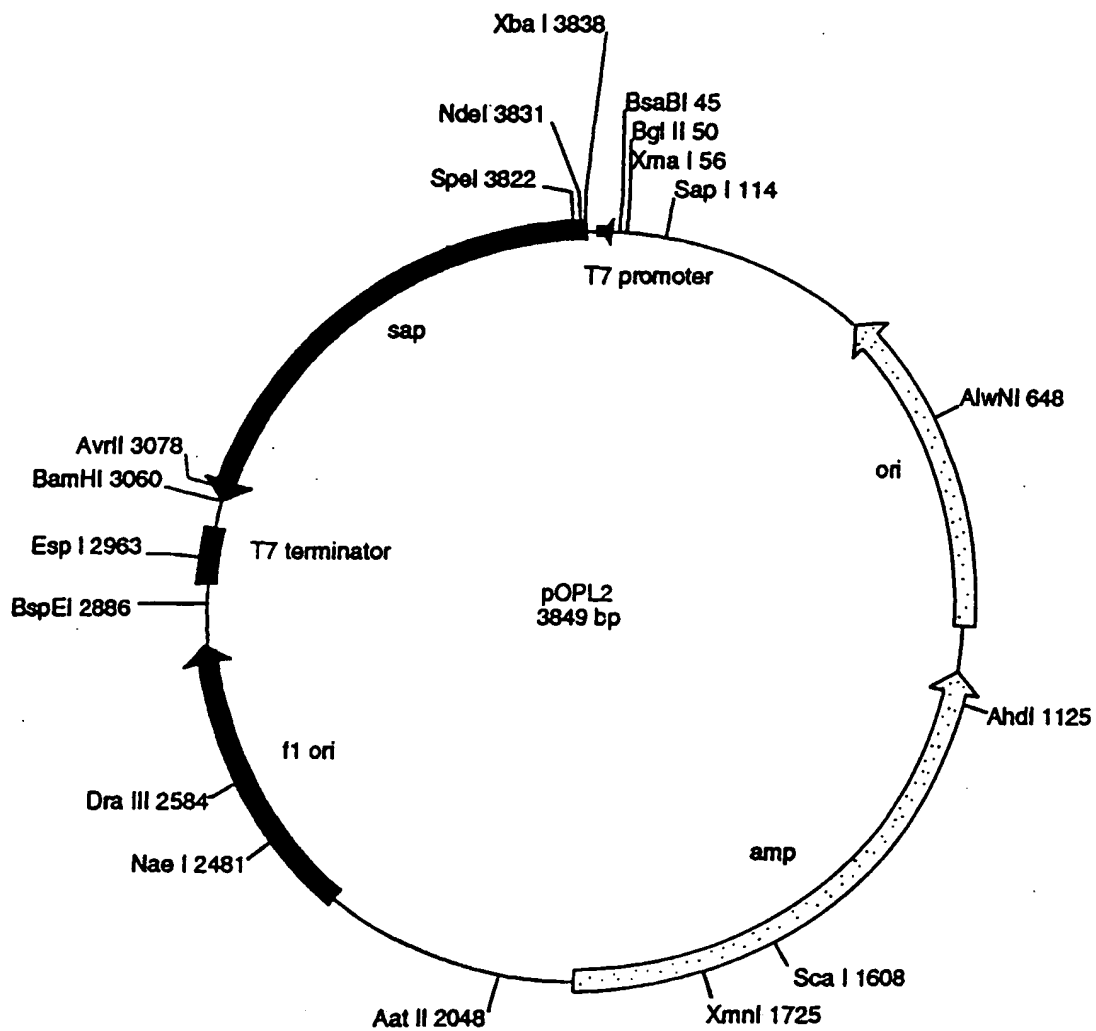 Xba I 3838
NdeI 3831
SpeI 3822
BsaBI 45
Bgl II 50
Xma I 56
Sap I 114
T7 promoter
sap
AlwNI 648
ori
AvrII 3078
BamHI 3060
Esp I 2963
T7 terminator
BspEI 2886
pOPL2
3849 bp
AhdI 1125
f1 ori
Dra III 2584
Nae I 2481
amp
Sca I 1608
XmnI 1725
Aat II 2048